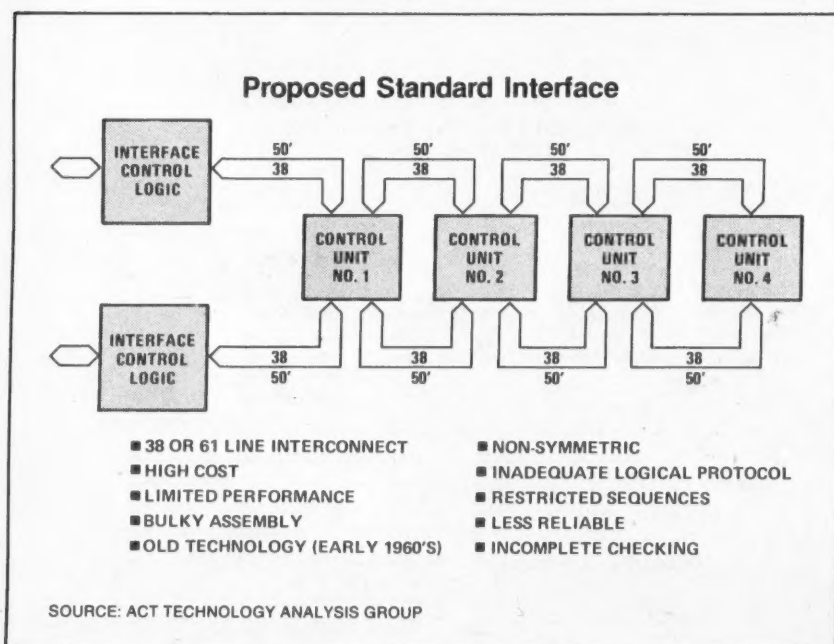 Proposed Standard Interface
INTERFACE
CONTROL
LOGIC
50'
38
50'
38
50'
38
50'
38
CONTROL
UNIT
NO. 1
CONTROL
UNIT
NO. 2
CONTROL
UNIT
NO. 3
CONTROL
UNIT
NO. 4
INTERFACE
CONTROL
LOGIC
38
50'
38
50'
38
50'
38
50'
■ 38 OR 61 LINE INTERCONNECT
■ HIGH COST
■ LIMITED PERFORMANCE
■ BULKY ASSEMBLY
■ OLD TECHNOLOGY (EARLY 1960'S)
■ NON-SYMMETRIC
■ INADEQUATE LOGICAL PROTOCOL
■ RESTRICTED SEQUENCES
■ LESS RELIABLE
■ INCOMPLETE CHECKING
SOURCE: ACT TECHNOLOGY ANALYSIS GROUP